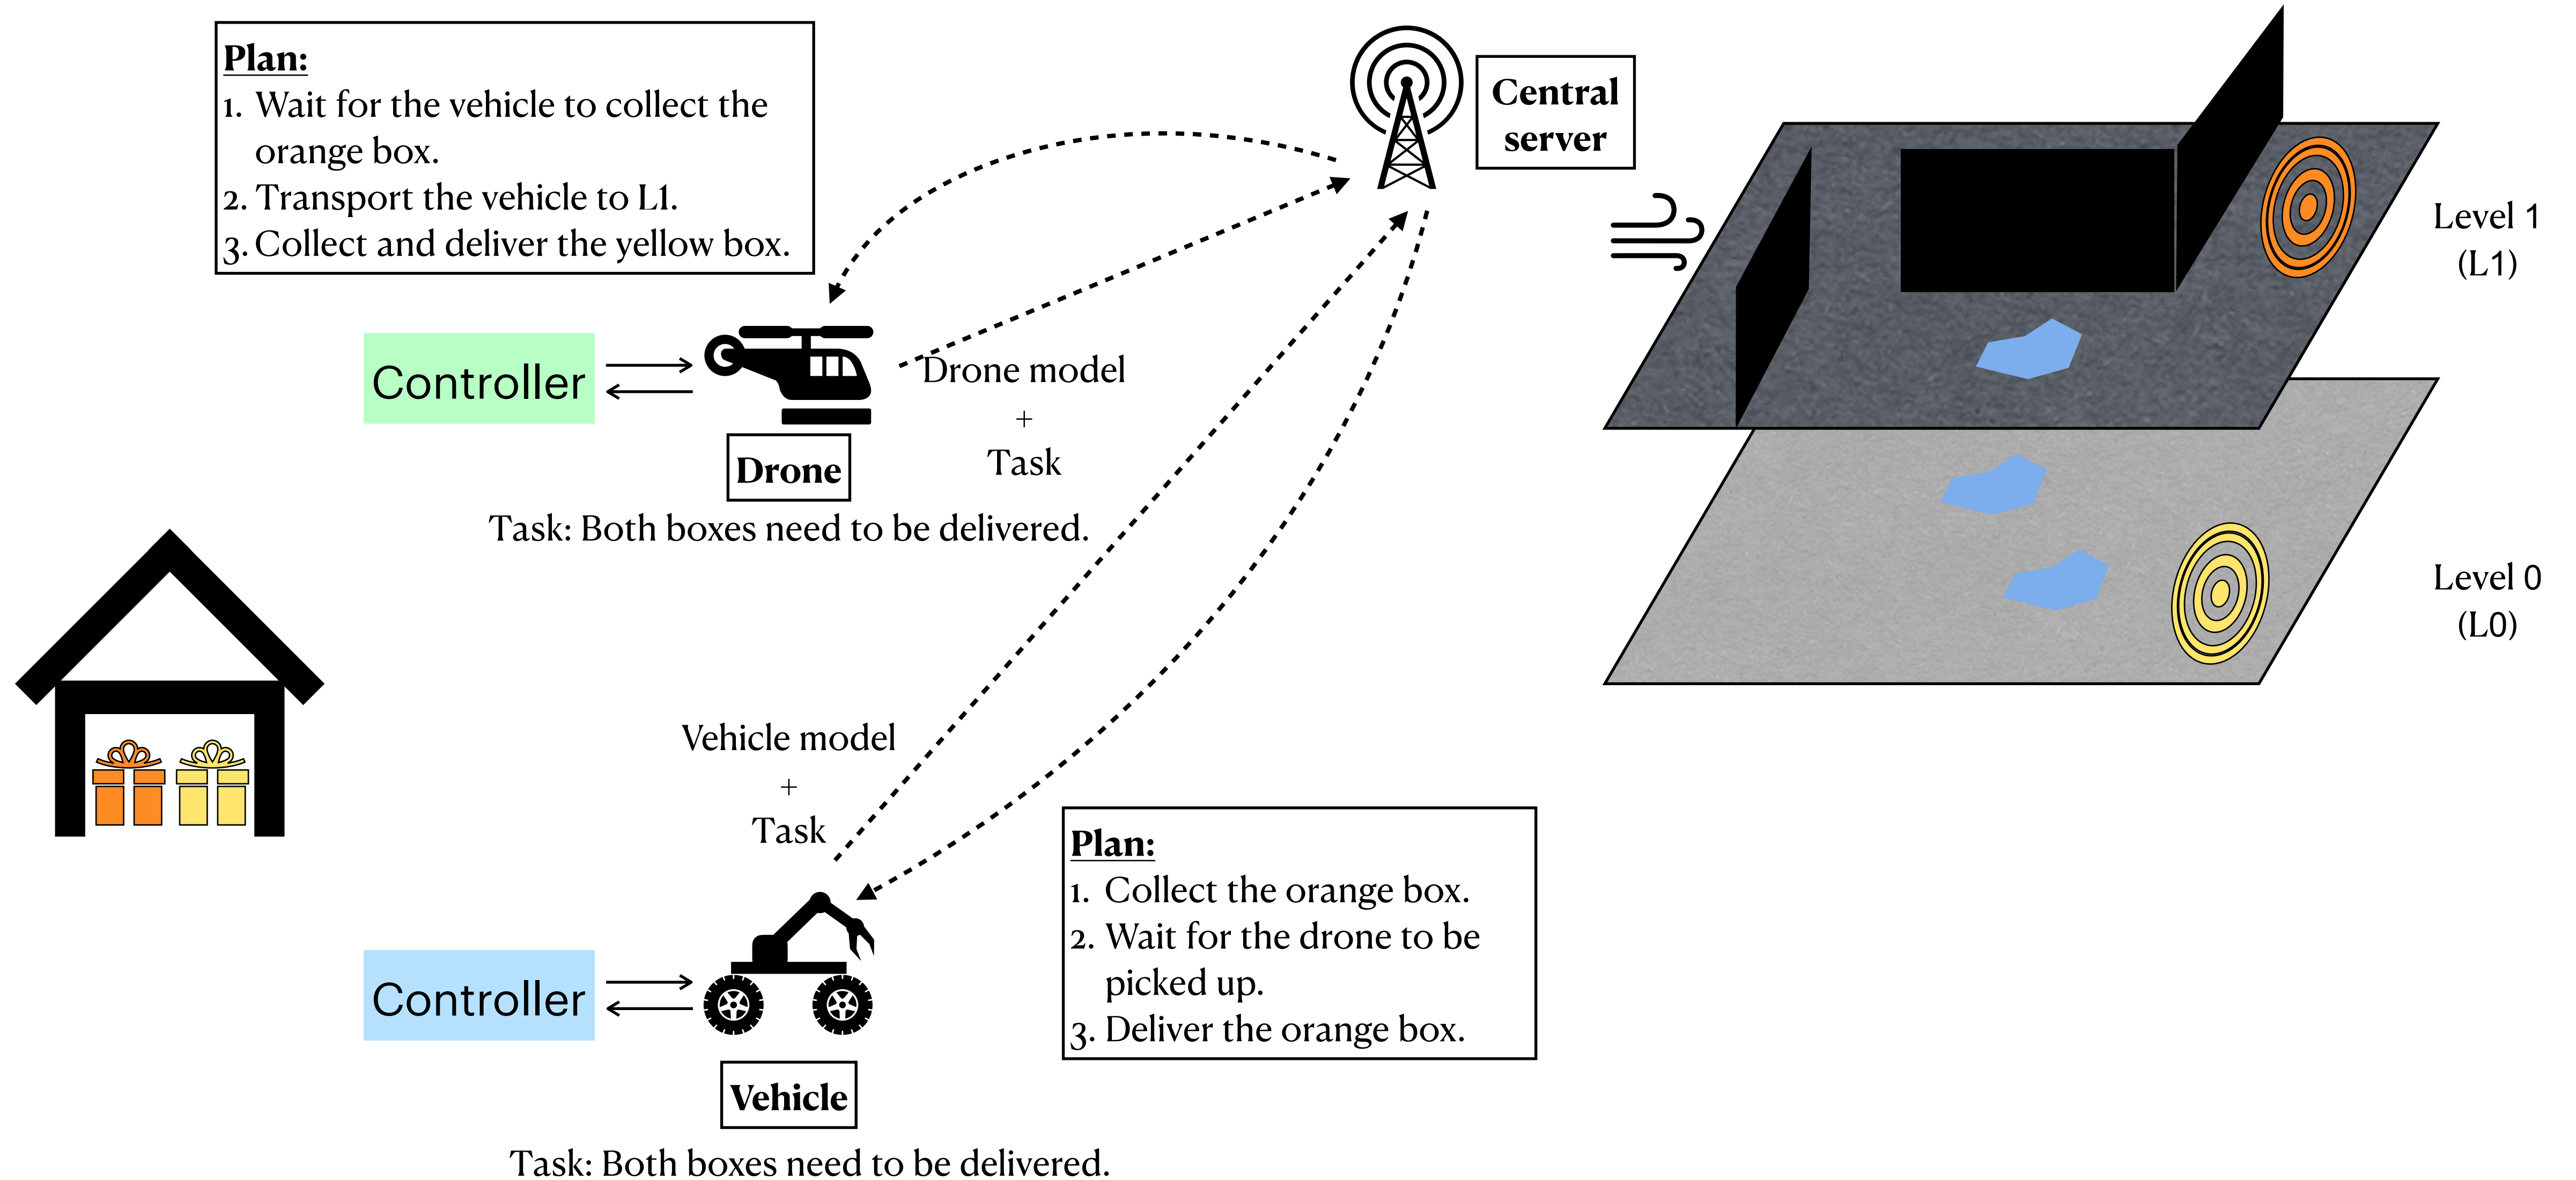 Plan:
1. Wait for the vehicle to collect the
orange box.
2. Transport the vehicle to L1.
3. Collect and deliver the yellow box.
Central
server
Level 1
(L1)
Controller
Drone model
+
Task
Drone
Task: Both boxes need to be delivered.
Level 0
(L0)
Vehicle model
+
Task
Plan:
1. Collect the orange box.
2. Wait for the drone to be
picked up.
3. Deliver the orange box.
Controller
Vehicle
Task: Both boxes need to be delivered.